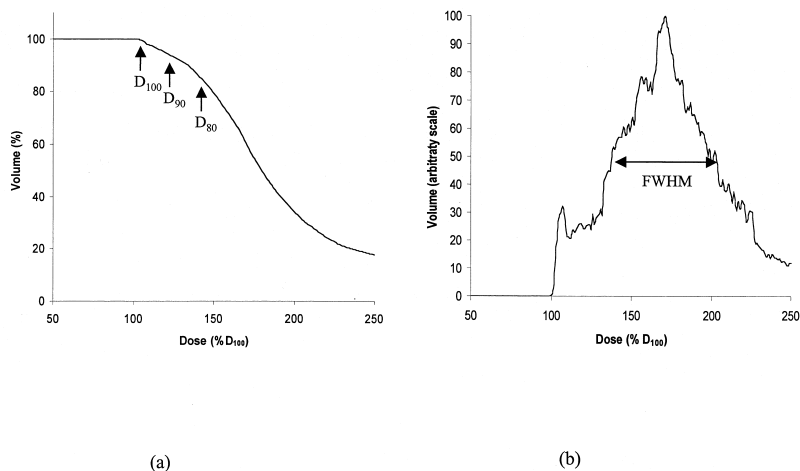 100
80
60
40
20
0
Volume (%)
D100
D90
D80
50 100 150 200 250
Dose (% D100)
(a)
100
90
80
70
60
50
40
30
20
10
0
Volume (arbitraty scale)
FWHM
50 100 150 200 250
Dose (% D100)
(b)